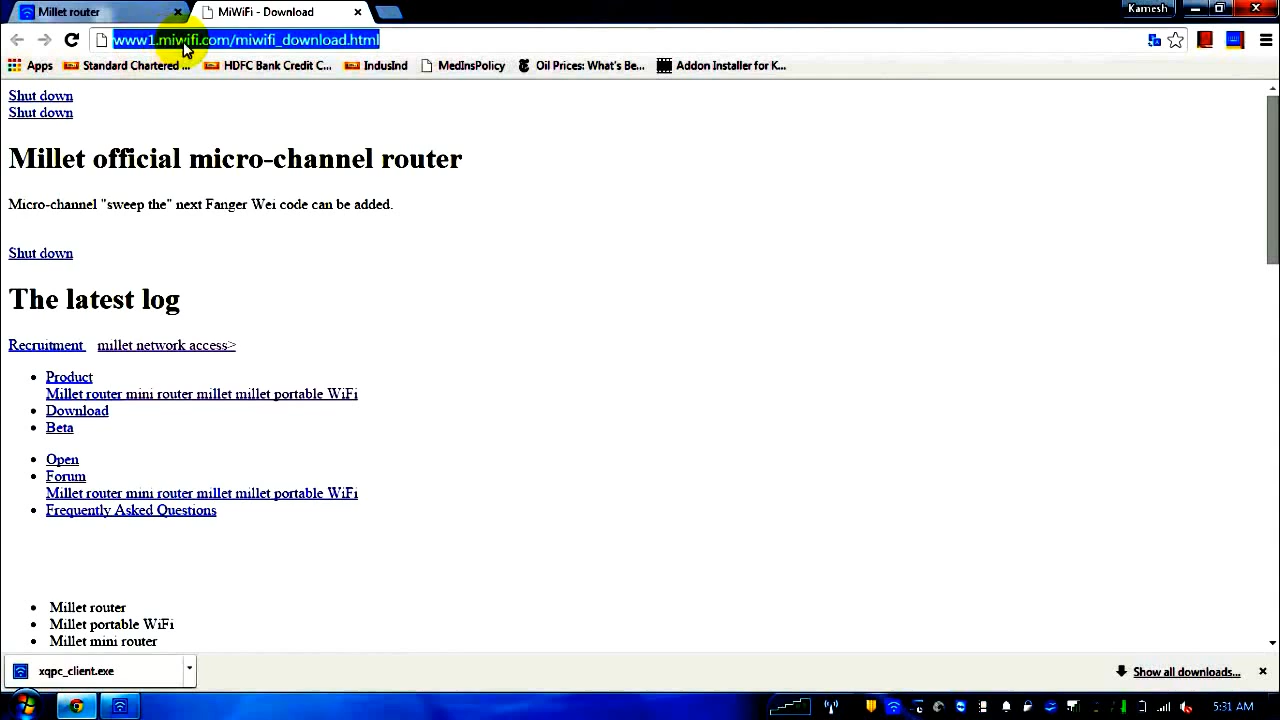 Millet router
MiWiFi - Download
Kamesh
www1.miwifi.com/miwifi_download.html
Apps
Standard Chartered ...
HDFC Bank Credit C...
IndusInd
MedInsPolicy
Oil Prices: What's Be...
Addon Installer for K...
Shut down
Shut down
Millet official micro-channel router
Micro-channel "sweep the" next Fanger Wei code can be added.
Shut down
The latest log
Recruitment millet network access>
Product
Millet router mini router millet millet portable WiFi
Download
Beta
Open
Forum
Millet router mini router millet millet portable WiFi
Frequently Asked Questions
Millet router
Millet portable WiFi
Millet mini router
xqpc_client.exe
Show all downloads...
5:31 AM